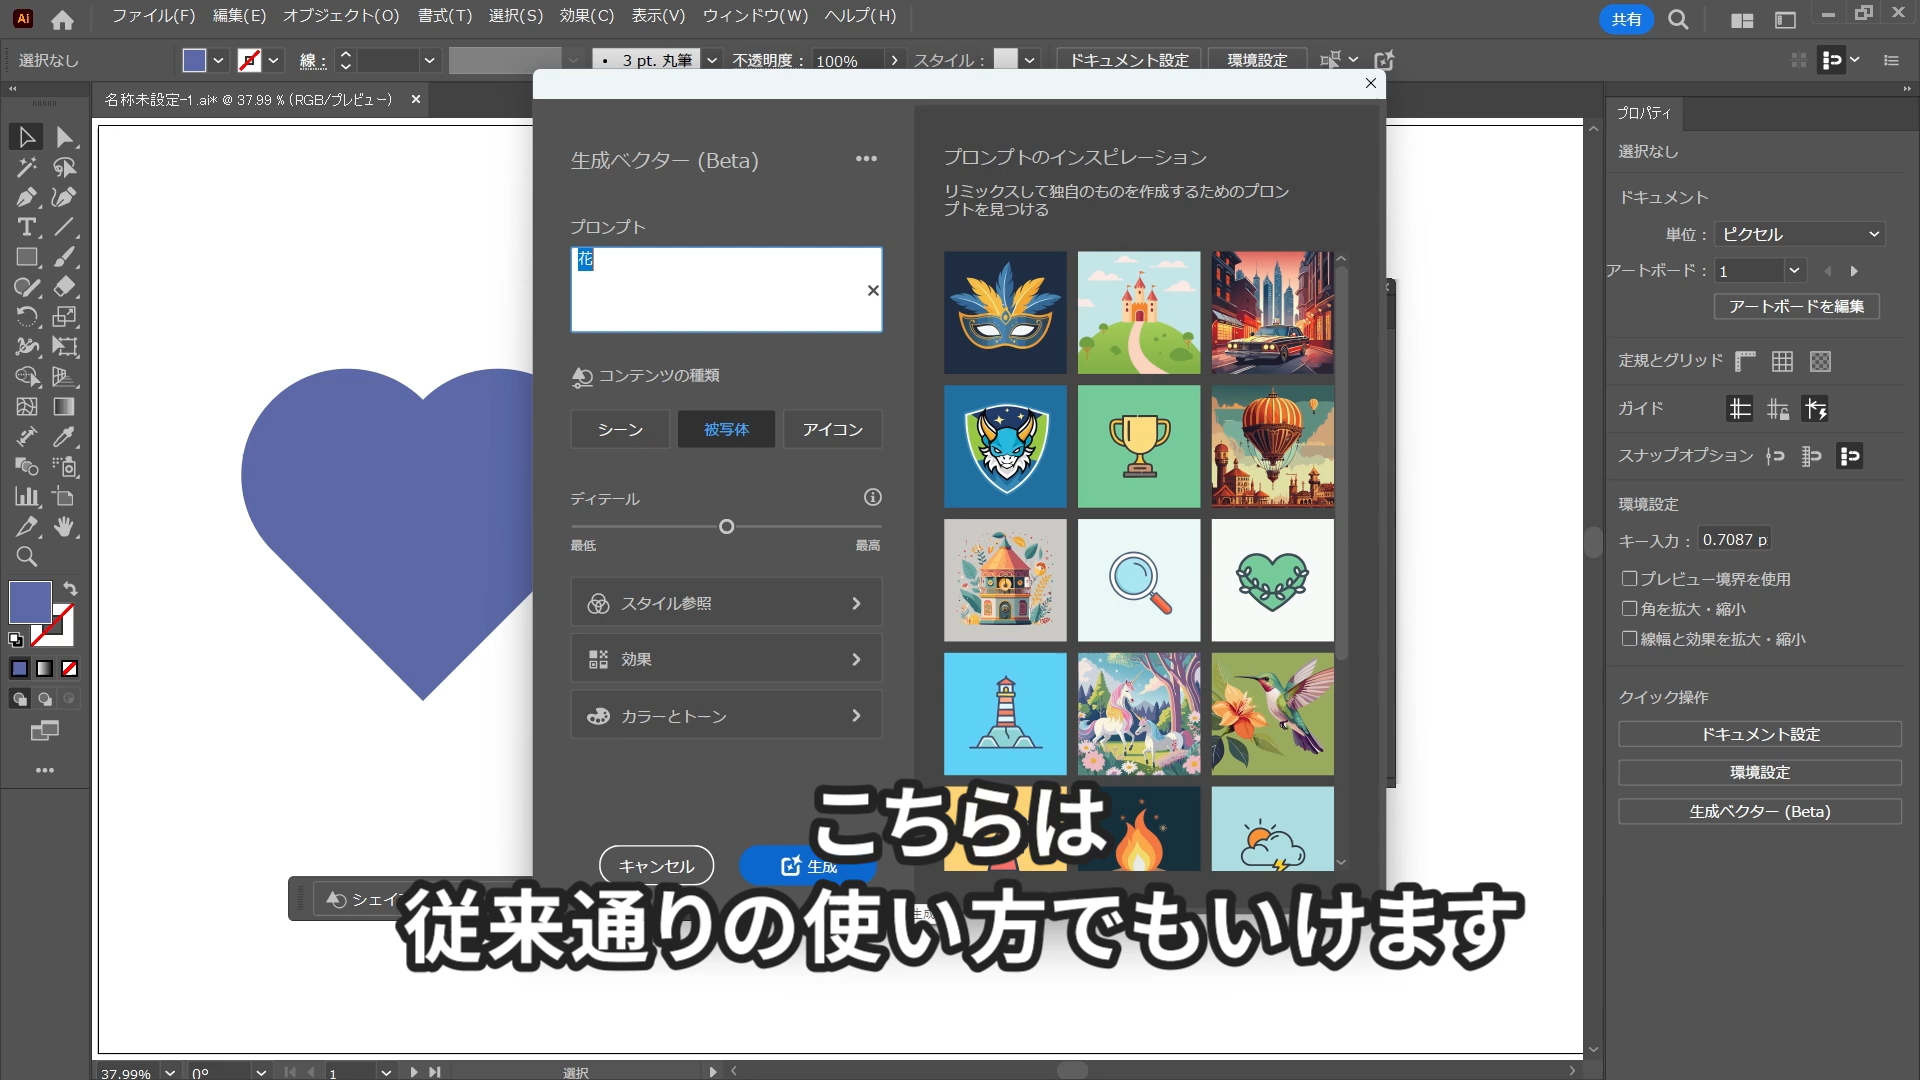 Ai
ファイル(F) 編集(E) オブジェクト(O) 書式(T) 選択(S) 効果(C) 表示(V) ウィンドウ(W) ヘルプ(H)
共有
選択なし
線：
3 pt. 丸筆
不透明度：
100%
スタイル：
ドキュメント設定
環境設定
名称未設定-1.ai* @ 37.99 % (RGB/プレビュー)
生成ベクター (Beta)
プロンプト
花
コンテンツの種類
シーン
被写体
アイコン
ディテール
最低
最高
スタイル参照
効果
カラーとトーン
キャンセル
生成
プロンプトのインスピレーション
リミックスして独自のものを作成するためのプロン
プトを見つける
シェイ
こちらは
従来通りの使い方でもいけます
プロパティ
選択なし
ドキュメント
単位：
ピクセル
アートボード：
1
アートボードを編集
定規とグリッド
ガイド
スナップオプション
環境設定
キー入力：
0.7087 p
プレビュー境界を使用
角を拡大・縮小
線幅と効果を拡大・縮小
クイック操作
ドキュメント設定
環境設定
生成ベクター (Beta)
37.99%
0°
1
選択